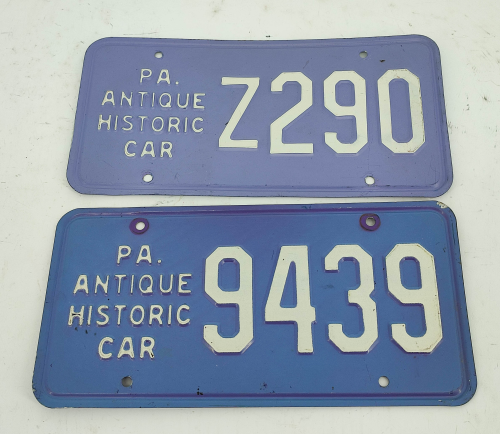 PA.
ANTIQUE
HISTORIC
CAR
Z290
PA.
ANTIQUE
HISTORIC
CAR
9439